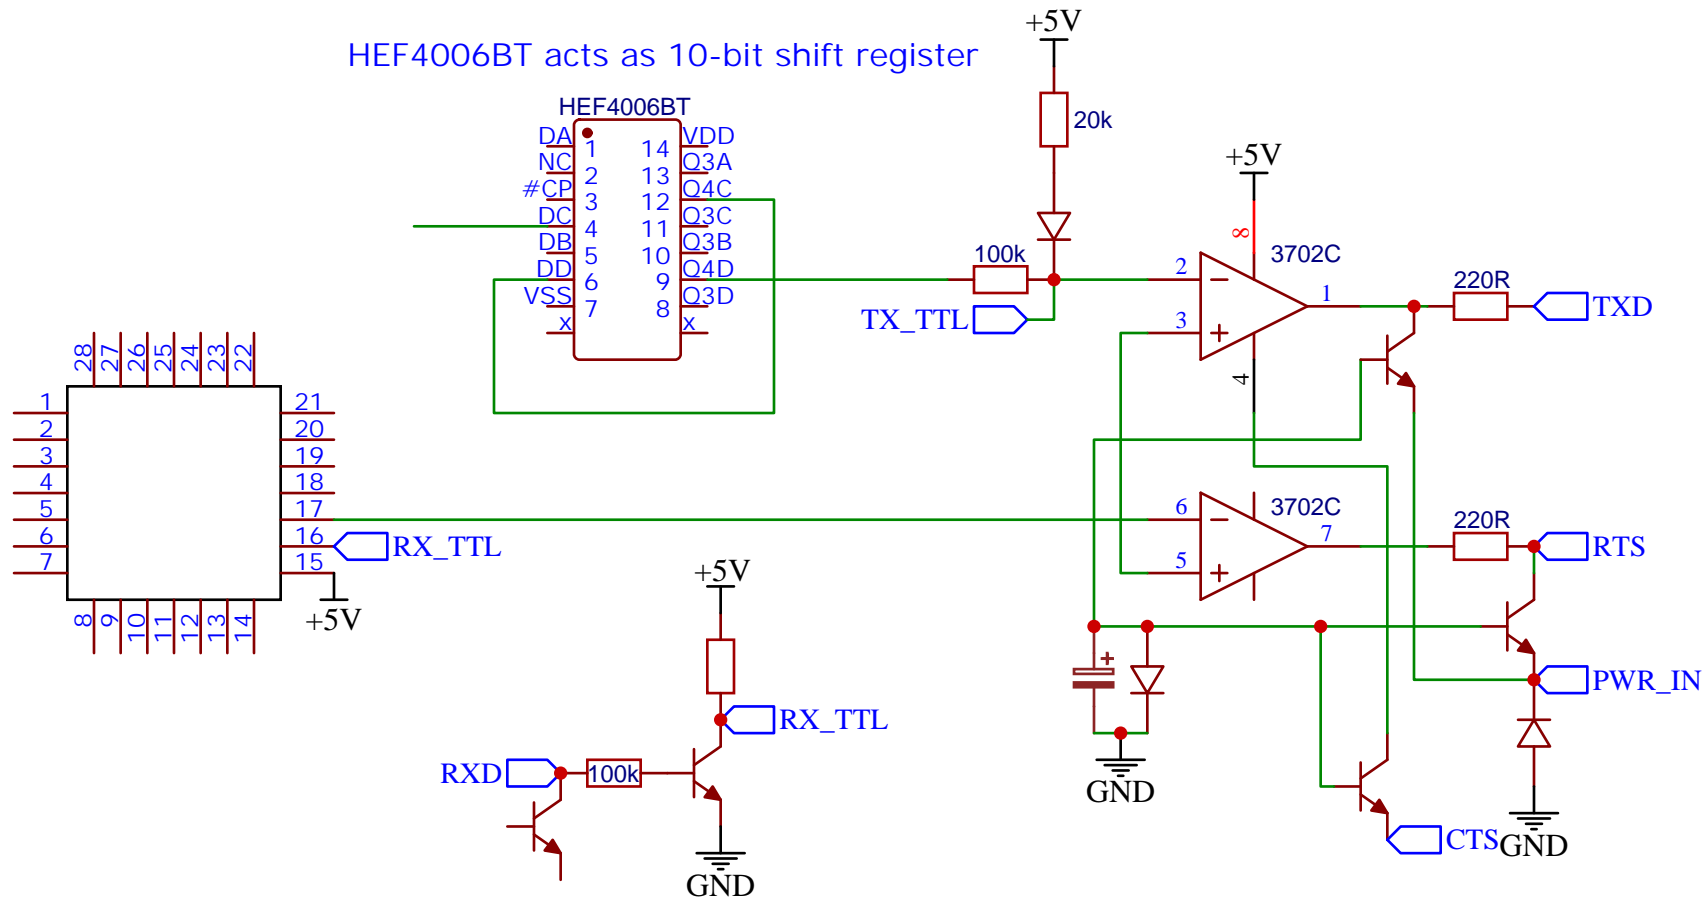 HEF4006BT acts as 10-bit shift register
+5V
20k
HEF4006BT
DA 1 14 VDD
NC 2 13 Q3A
#CP 3 12 Q4C
DC 4 11 Q3C
DB 5 10 Q3B
DD 6 9 Q4D
VSS 7 8 Q3D
x x
100k
TX_TTL
+5V
8
3702C
2
3
1
4
220R
TXD
28 27 26 25 24 23 22
1 21
2 20
3 19
4 18
5 17
6 16 RX_TTL
7 15
+5V
8 9 10 11 12 13 14
3702C
6
5
7
220R
RTS
+5V
RX_TTL
RXD
100k
GND
+
GND
PWR_IN
CTS
GND